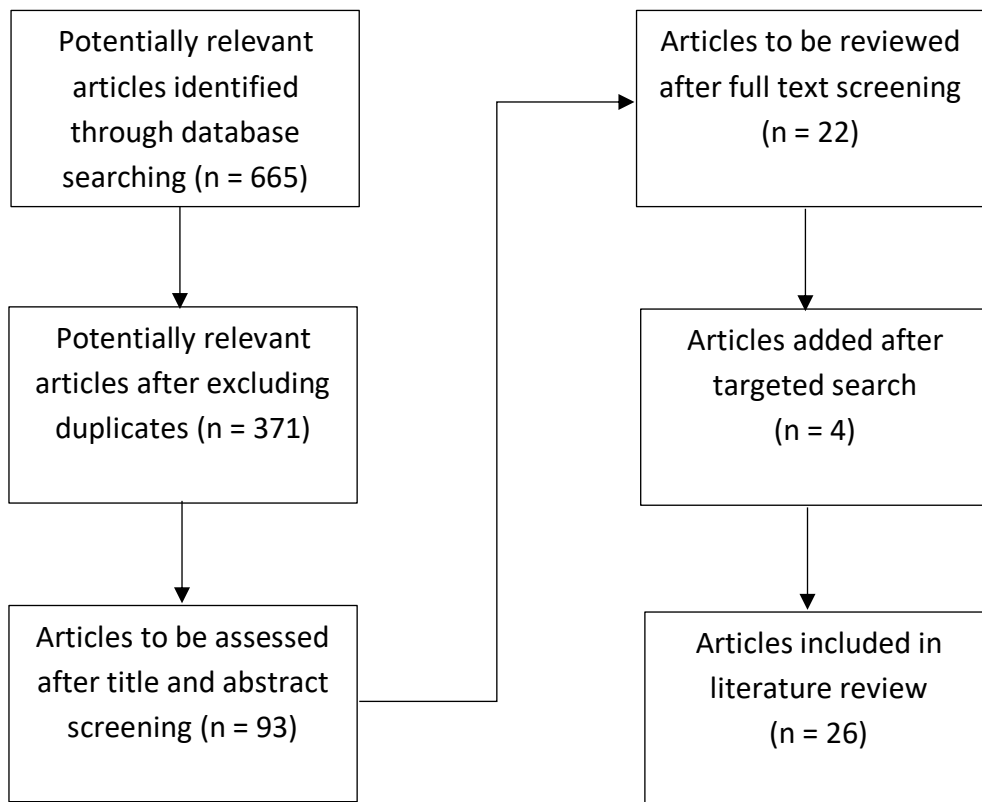 Potentially relevant
articles identified
through database
searching (n = 665)
Potentially relevant
articles after excluding
duplicates (n = 371)
Articles to be assessed
after title and abstract
screening (n = 93)
Articles to be reviewed
after full text screening
(n = 22)
Articles added after
targeted search
(n = 4)
Articles included in
literature review
(n = 26)